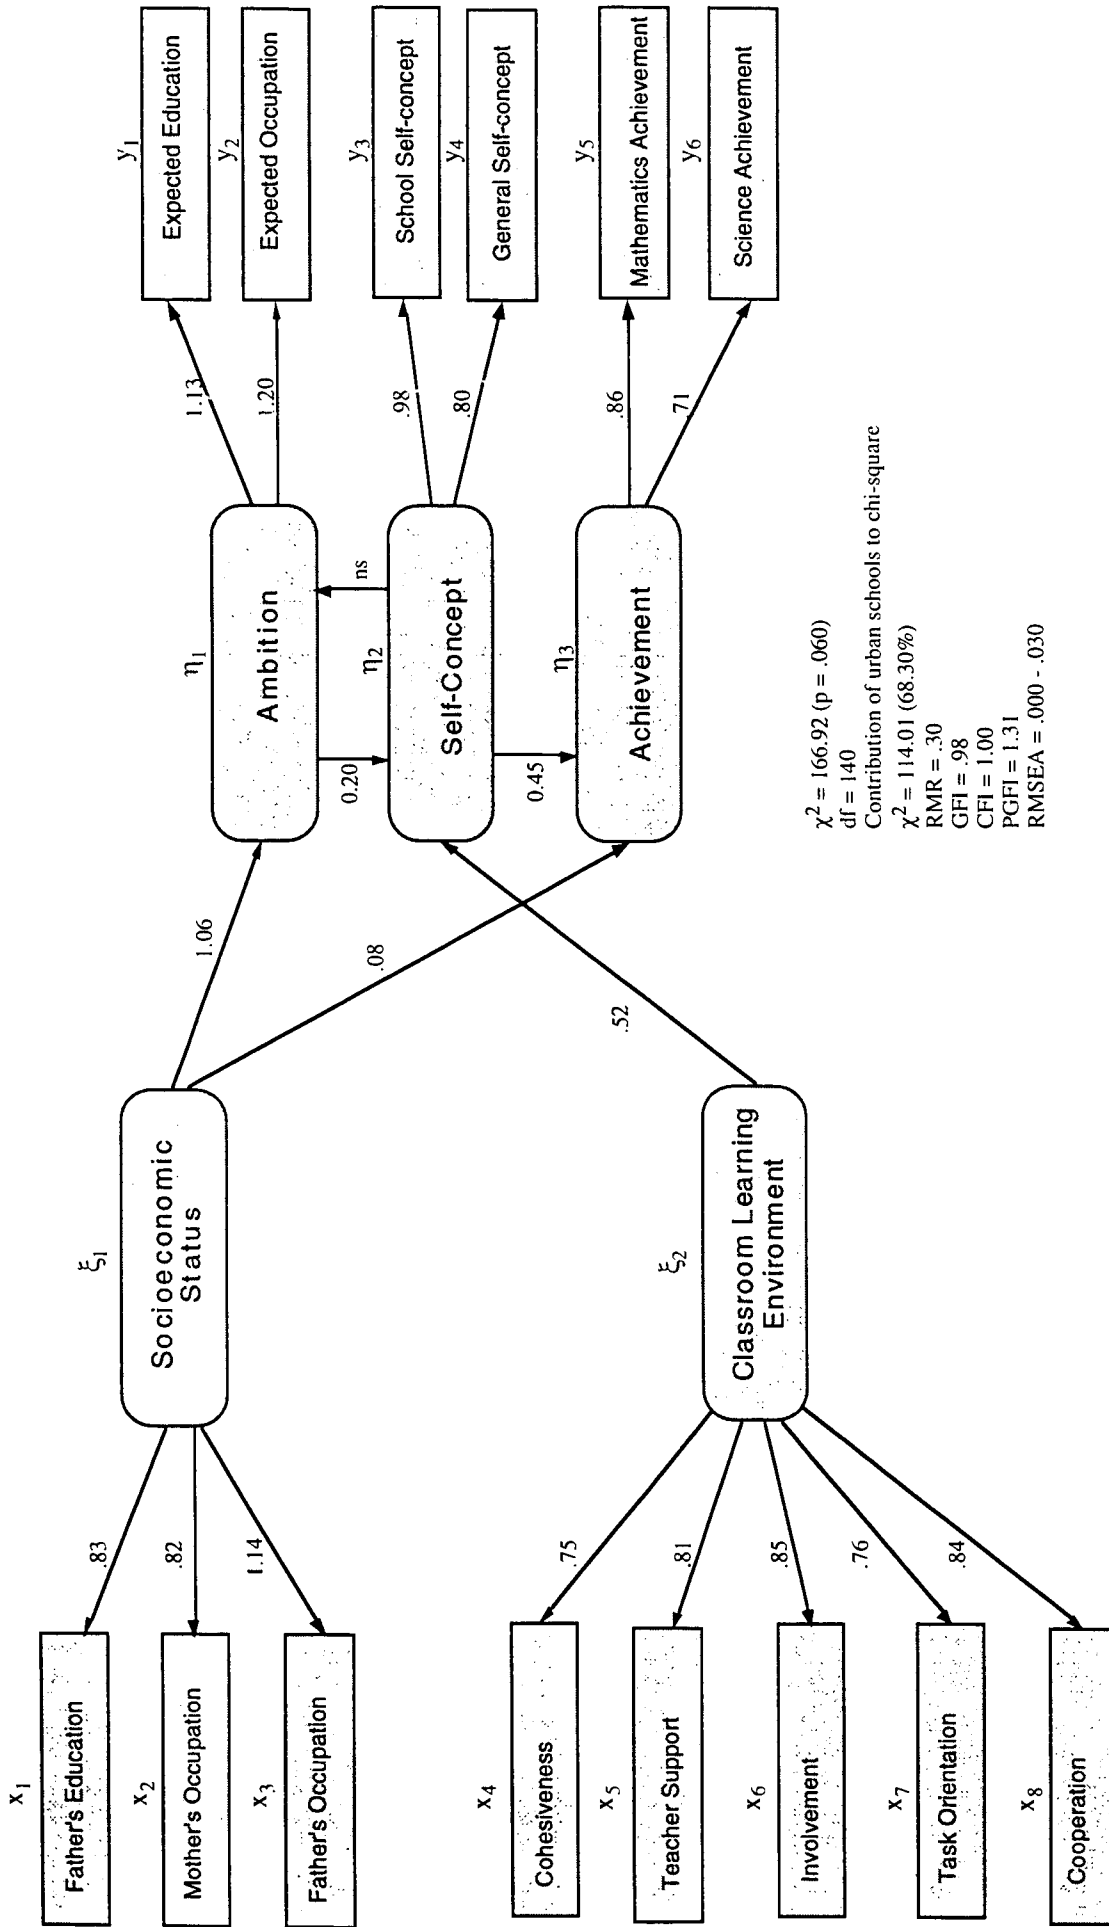 x1
Father's Education
x2
Mother's Occupation
x3
Father's Occupation
x4
Cohesiveness
x5
Teacher Support
x6
Involvement
x7
Task Orientation
x8
Cooperation
.83
.82
1.14
.75
.81
.85
.76
.84
ξ1
Socioeconomic
Status
ξ2
Classroom Learning
Environment
1.06
.08
.52
η1
Ambition
0.20
ns
η2
Self-Concept
0.45
η3
Achievement
1.13
1.20
.98
.80
.86
.71
y1
Expected Education
y2
Expected Occupation
y3
School Self-concept
y4
General Self-concept
y5
Mathematics Achievement
y6
Science Achievement
χ2 = 166.92 (p = .060)
df = 140
Contribution of urban schools to chi-square
χ2 = 114.01 (68.30%)
RMR = .30
GFI = .98
CFI = 1.00
PGFI = 1.31
RMSEA = .000 - .030